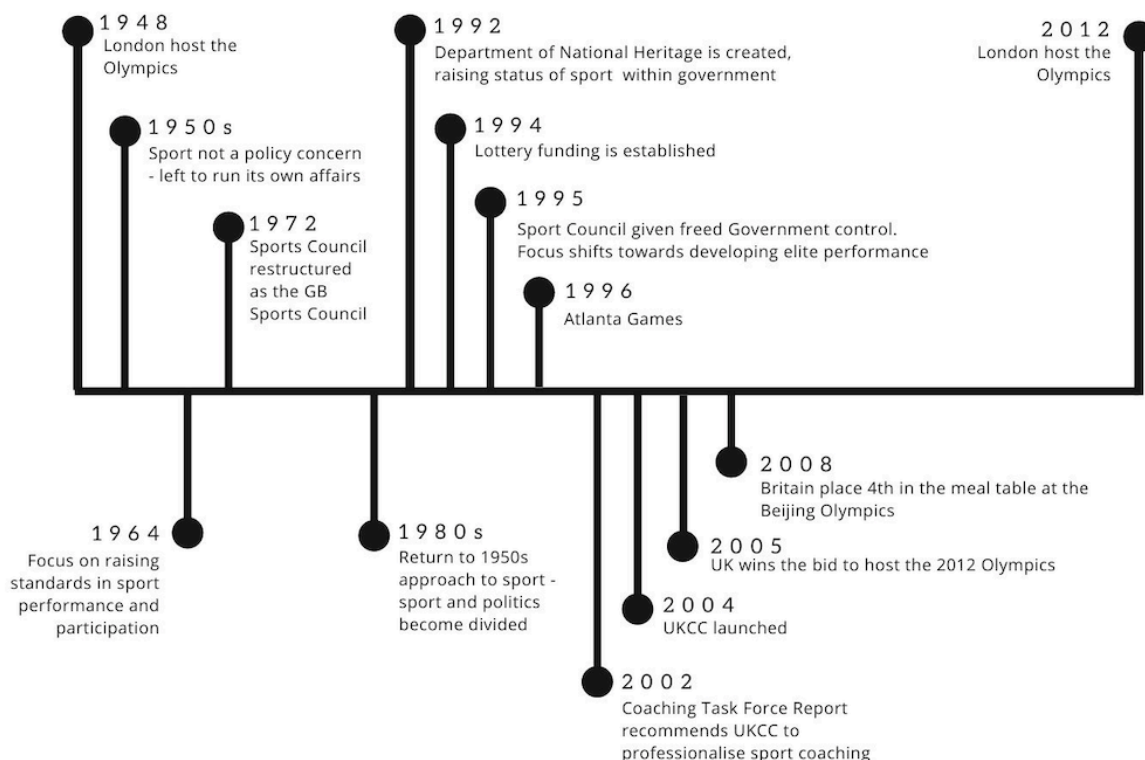 1948
London host the
Olympics
1950s
Sport not a policy concern
- left to run its own affairs
1972
Sports Council
restructured
as the GB
Sports Council
1992
Department of National Heritage is created,
raising status of sport within government
1994
Lottery funding is established
1995
Sport Council given freed Government control.
Focus shifts towards developing elite performance
1996
Atlanta Games
2012
London host the
Olympics
1964
Focus on raising
standards in sport
performance and
participation
1980s
Return to 1950s
approach to sport -
sport and politics
become divided
2002
Coaching Task Force Report
recommends UKCC to
professionalise sport coaching
2004
UKCC launched
2005
UK wins the bid to host the 2012 Olympics
2008
Britain place 4th in the meal table at the
Beijing Olympics